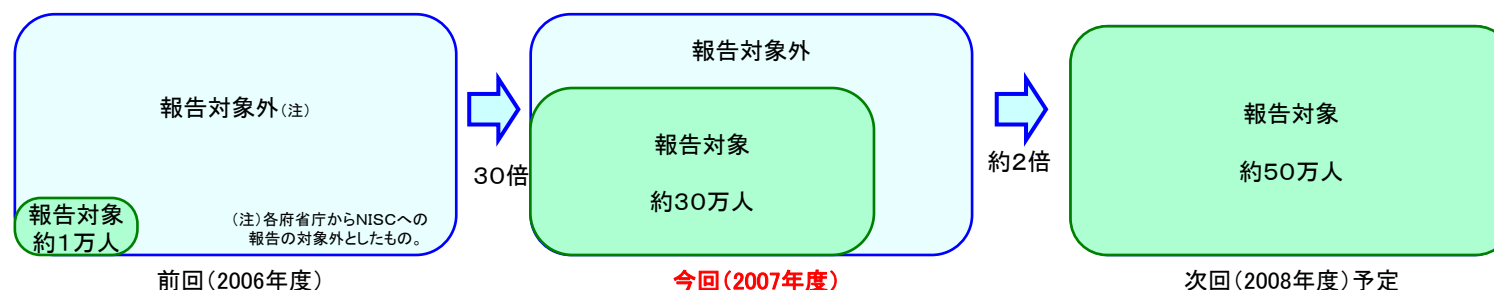 報告対象外(注)
報告対象
約1万人
(注)各府省庁からNISCへの
報告の対象外としたもの。
前回(2006年度)
30倍
報告対象外
報告対象
約30万人
今回(2007年度)
約2倍
報告対象
約50万人
次回(2008年度)予定